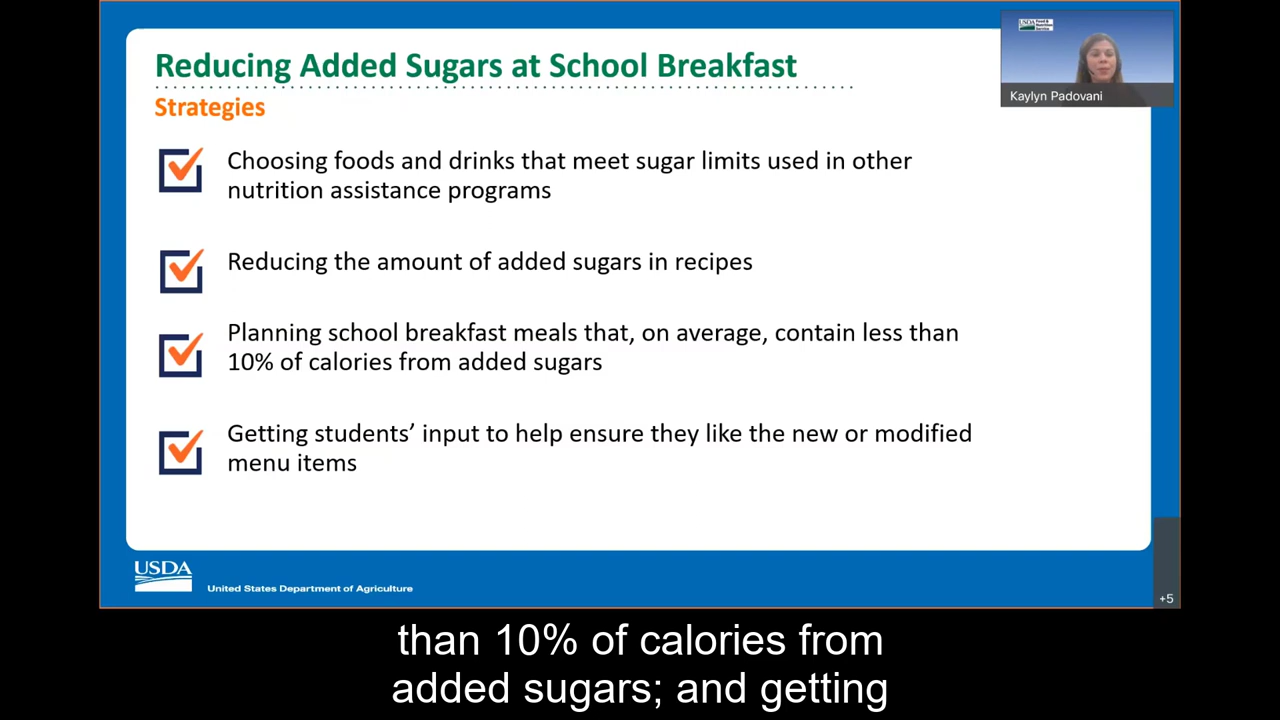 Reducing Added Sugars at School Breakfast
Strategies
Choosing foods and drinks that meet sugar limits used in other
nutrition assistance programs
Reducing the amount of added sugars in recipes
Planning school breakfast meals that, on average, contain less than
10% of calories from added sugars
Getting students’ input to help ensure they like the new or modified
menu items
USDA Food & Nutrition Service
Kaylyn Padovani
USDA
United States Department of Agriculture
+5
than 10% of calories from
added sugars; and getting